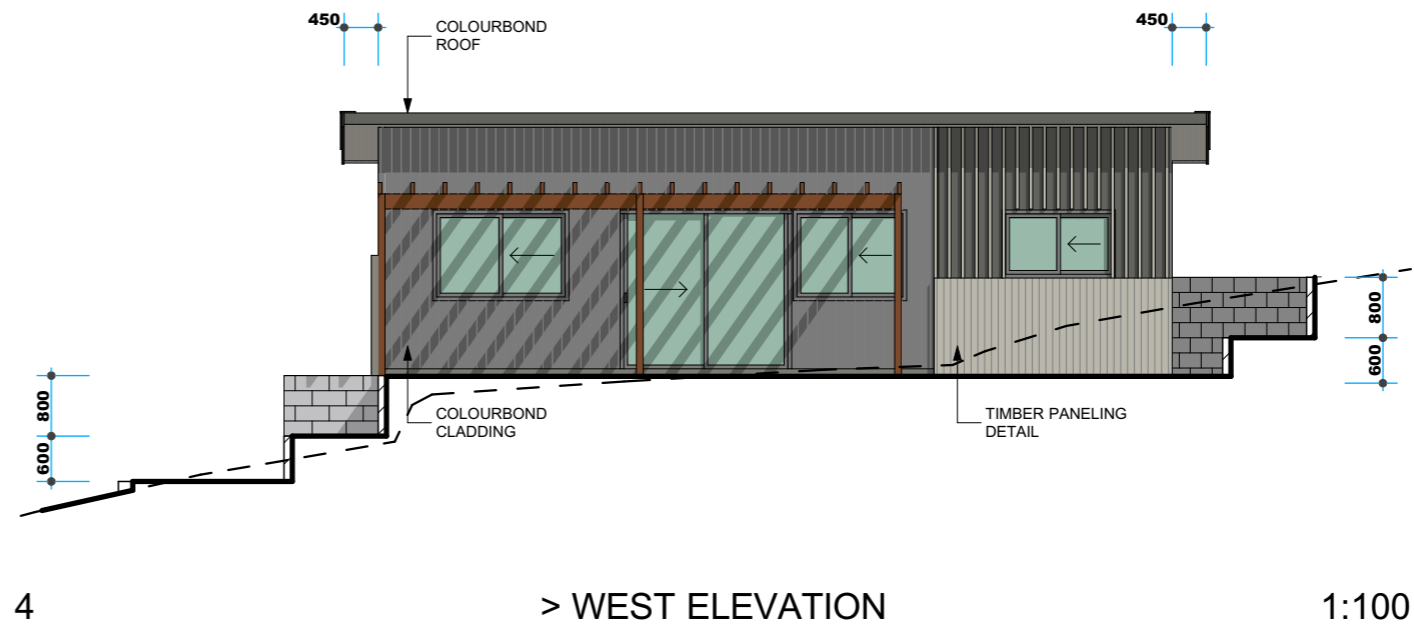 450
COLOURBOND
ROOF
450
800
600
800
600
COLOURBOND
CLADDING
TIMBER PANELING
DETAIL
4
> WEST ELEVATION
1:100